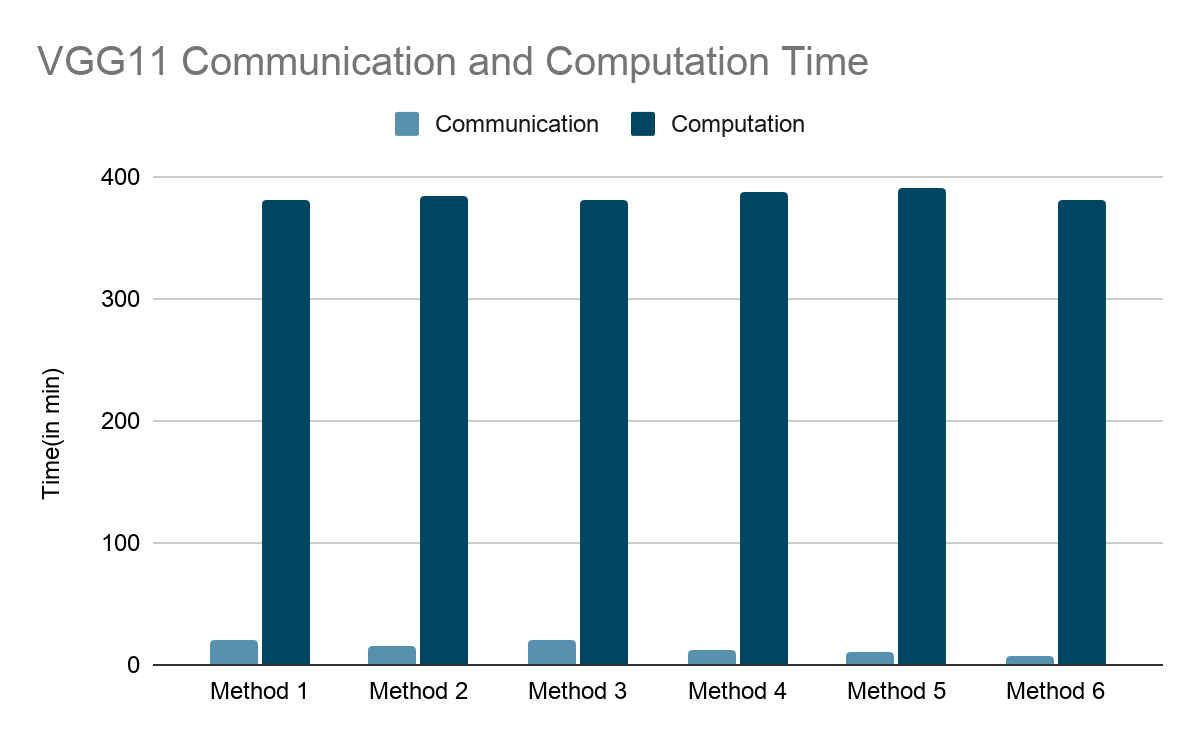 VGG11 Communication and Computation Time
Communication Computation
Time(in min)
400
300
200
100
0
Method 1 Method 2 Method 3 Method 4 Method 5 Method 6